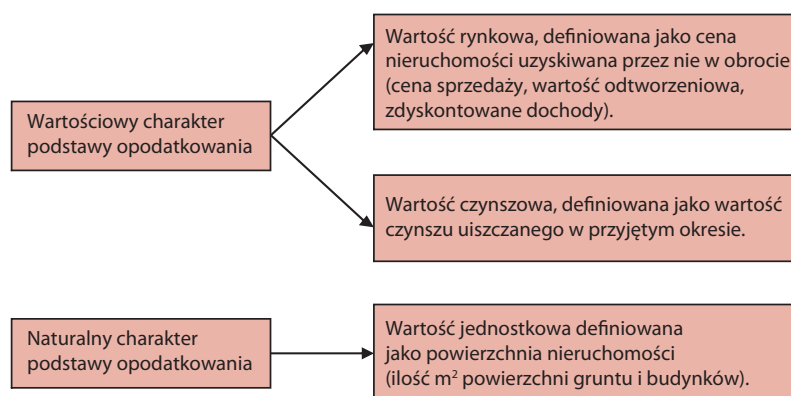 Wartościowy charakter
podstawy opodatkowania
Wartość rynkowa, definiowana jako cena
nieruchomości uzyskiwana przez nie w obrocie
(cena sprzedaży, wartość odtworzeniowa,
zdyskontowane dochody).
Wartość czynszowa, definiowana jako wartość
czynszu uiszczanego w przyjętym okresie.
Naturalny charakter
podstawy opodatkowania
Wartość jednostkowa definiowana
jako powierzchnia nieruchomości
(ilość m² powierzchni gruntu i budynków).